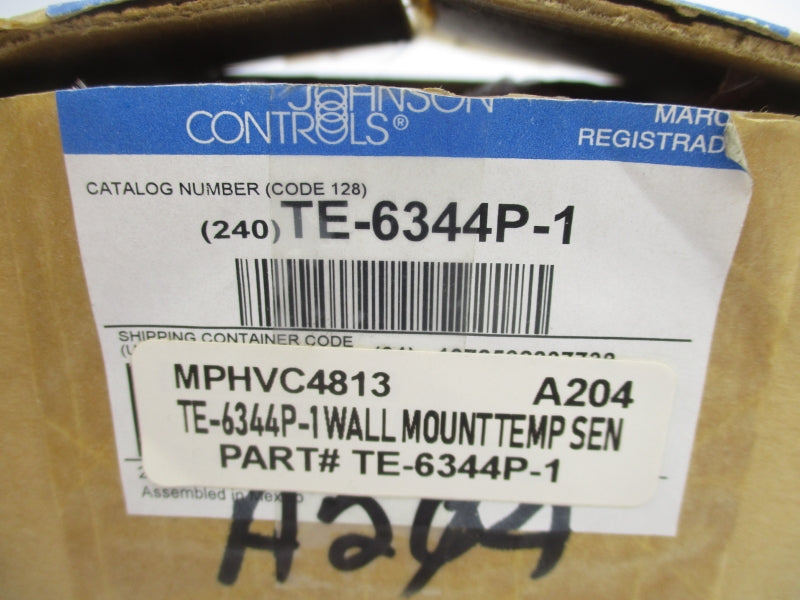 JOHNSON
CONTROLS®
MARC
REGISTRAD
CATALOG NUMBER (CODE 128)
(240) TE-6344P-1
SHIPPING CONTAINER CODE
MPHVC4813 A204
TE-6344P-1 WALL MOUNT TEMP SEN
PART# TE-6344P-1
Assembled in Mexico
A204